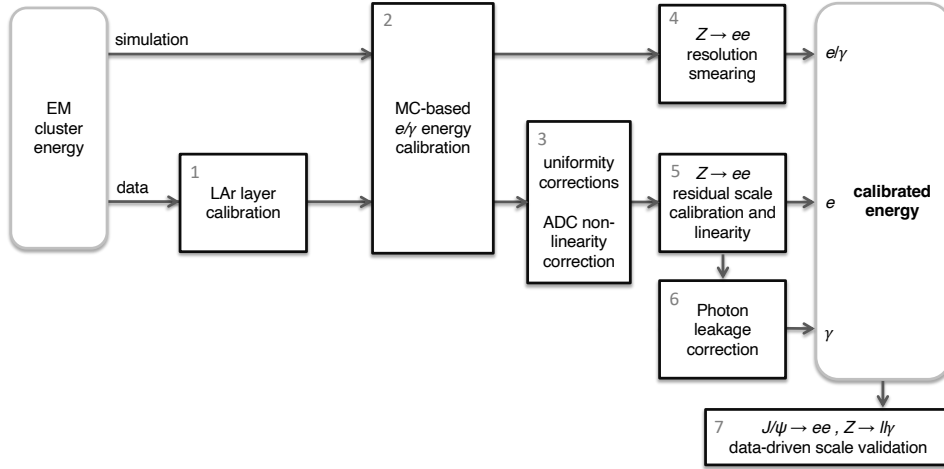 EM
cluster
energy
simulation
data
1
LAr layer
calibration
2
MC-based
e/γ energy
calibration
3
uniformity
corrections
ADC non-
linearity
correction
4
Z → ee
resolution
smearing
5
Z → ee
residual scale
calibration and
linearity
6
Photon
leakage
correction
e/γ
e
γ
calibrated
energy
7
J/ψ → ee , Z → llγ
data-driven scale validation